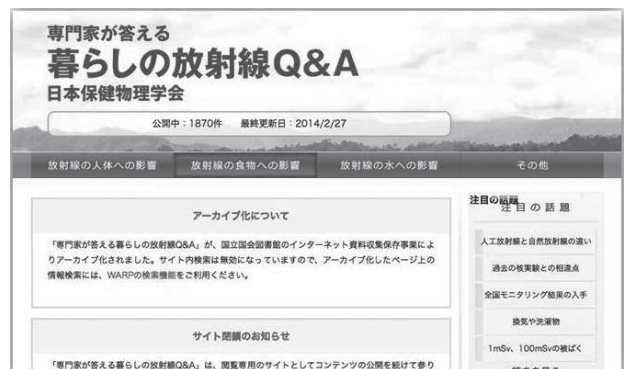 専門家が答える
暮らしの放射線Q&A
日本保健物理学会
公開中：1870件　最終更新日：2014/2/27
放射線の人体への影響　放射線の食物への影響　放射線の水への影響　その他
アーカイブ化について
「専門家が答える暮らしの放射線Q&A」が、国立国会図書館のインターネット資料収集保存事業によ
りアーカイブ化されました。サイト内検索は無効になっていますので、アーカイブ化したページ上の
情報検索には、WARPの検索機能をご利用ください。
サイト閉鎖のお知らせ
「専門家が答える暮らしの放射線Q&A」は、閲覧専用のサイトとしてコンテンツの公開を続けて参り
注目の話題
注目の話題
人工放射線と自然放射線の違い
過去の核実験との相違点
全国モニタリング結果の入手
換気や洗濯物
1mSv、100mSvの被ばく